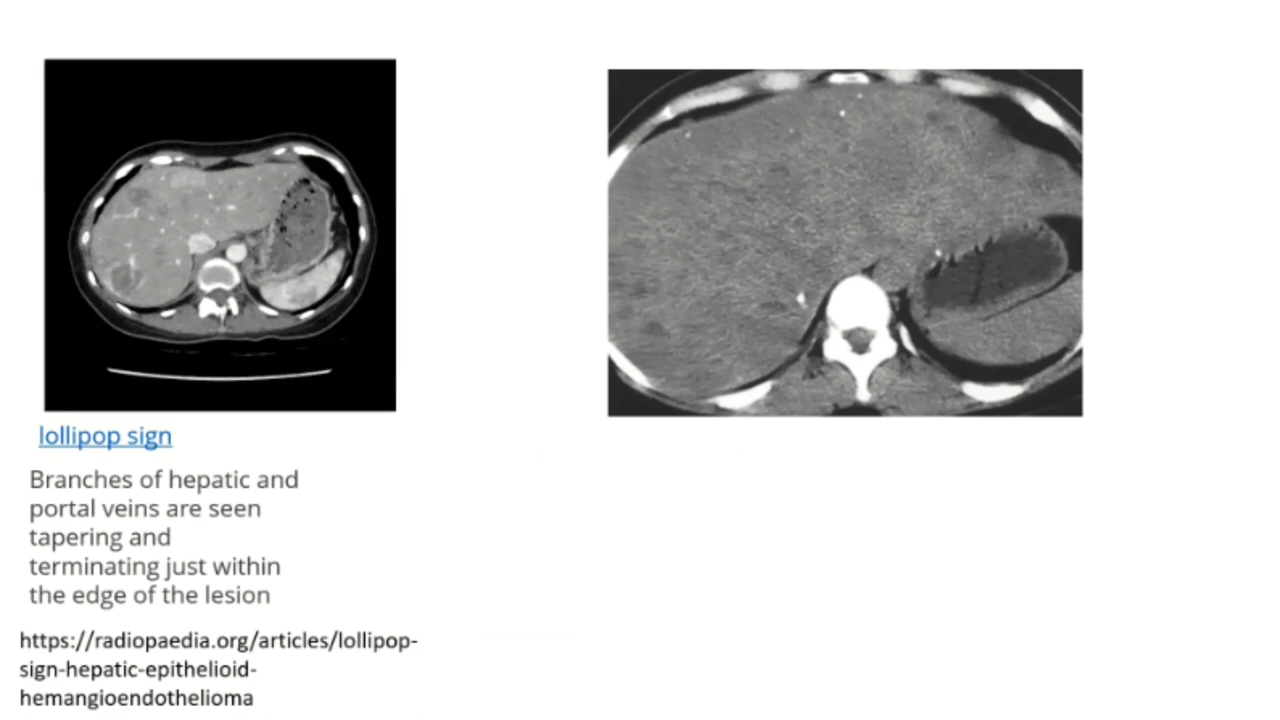 lollipop sign
Branches of hepatic and
portal veins are seen
tapering and
terminating just within
the edge of the lesion
https://radiopaedia.org/articles/lollipop-
sign-hepatic-epithelioid-
hemangioendothelioma